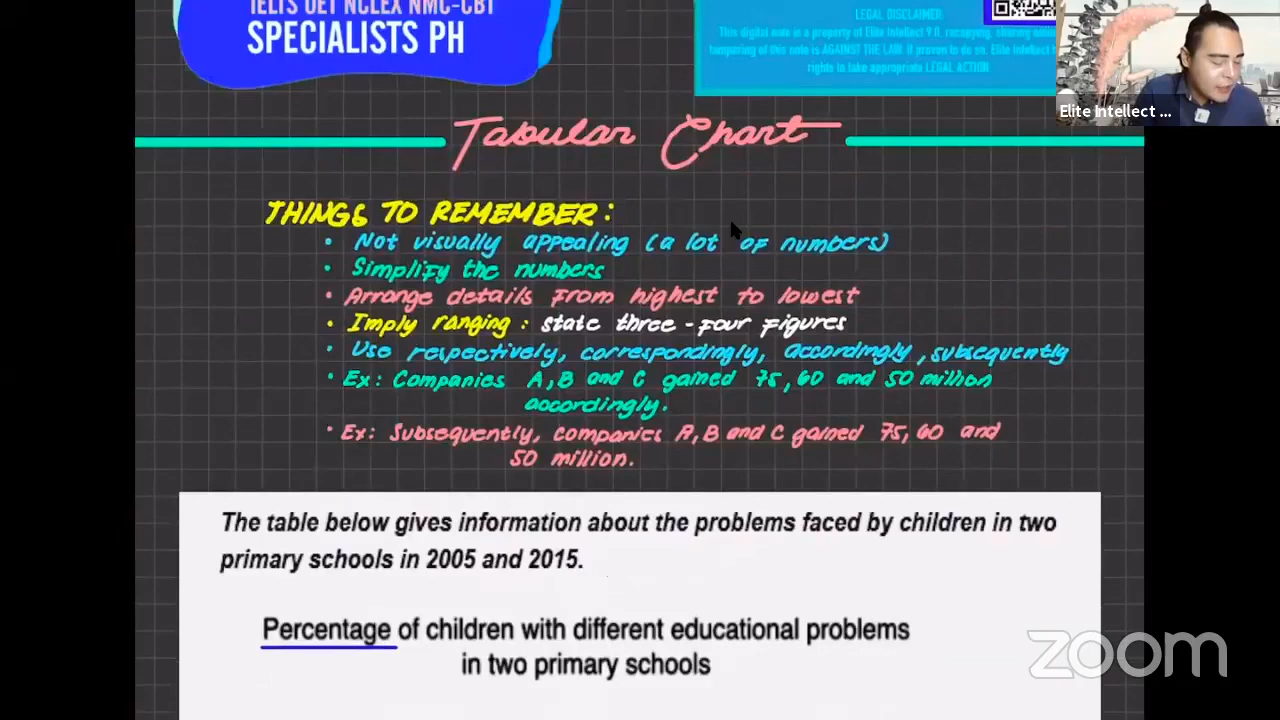 IELTS OET NCLEX NMC-CBT
SPECIALISTS PH
LEGAL DISCLAIMER:
This digital note is a property of Elite Intellect 9.0, recopying, sharing
tampering of this note is AGAINST THE LAW. If proven to do so, Elite Intellect
rights to take appropriate LEGAL ACTION
Elite Intellect ...
Tabular Chart
THINGS TO REMEMBER:
• Not visually appealing (a lot of numbers)
• Simplify the numbers
• Arrange details from highest to lowest
• Imply ranging: state three-four figures
• Use respectively, correspondingly, accordingly, subsequently
• Ex: Companies A, B and C gained 75, 60 and 50 million
accordingly.
• Ex: Subsequently, companies A, B and C gained 75, 60 and
50 million.
The table below gives information about the problems faced by children in two
primary schools in 2005 and 2015.
Percentage of children with different educational problems
in two primary schools
zoom